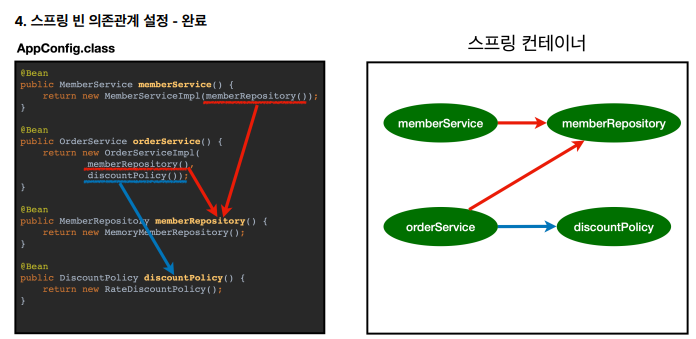 4. 스프링 빈 의존관계 설정 - 완료
AppConfig.class
@Bean
public MemberService memberService() {
return new MemberServiceImpl(memberRepository());
}
@Bean
public OrderService orderService() {
return new OrderServiceImpl(
memberRepository(),
discountPolicy());
}
@Bean
public MemberRepository memberRepository() {
return new MemoryMemberRepository();
}
@Bean
public DiscountPolicy discountPolicy() {
return new RateDiscountPolicy();
}
스프링 컨테이너
memberService
memberRepository
orderService
discountPolicy